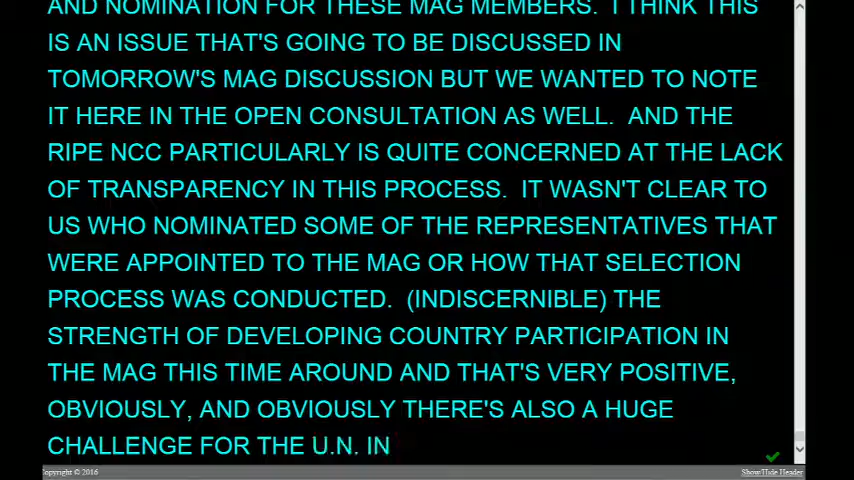 AND NOMINATION FOR THESE MAG MEMBERS.  I THINK THIS
IS AN ISSUE THAT'S GOING TO BE DISCUSSED IN
TOMORROW'S MAG DISCUSSION BUT WE WANTED TO NOTE
IT HERE IN THE OPEN CONSULTATION AS WELL.  AND THE
RIPE NCC PARTICULARLY IS QUITE CONCERNED AT THE LACK
OF TRANSPARENCY IN THIS PROCESS.  IT WASN'T CLEAR TO
US WHO NOMINATED SOME OF THE REPRESENTATIVES THAT
WERE APPOINTED TO THE MAG OR HOW THAT SELECTION
PROCESS WAS CONDUCTED.  (INDISCERNIBLE) THE
STRENGTH OF DEVELOPING COUNTRY PARTICIPATION IN
THE MAG THIS TIME AROUND AND THAT'S VERY POSITIVE,
OBVIOUSLY, AND OBVIOUSLY THERE'S ALSO A HUGE
CHALLENGE FOR THE U.N. IN
opyright © 2016
Show/Hide Header